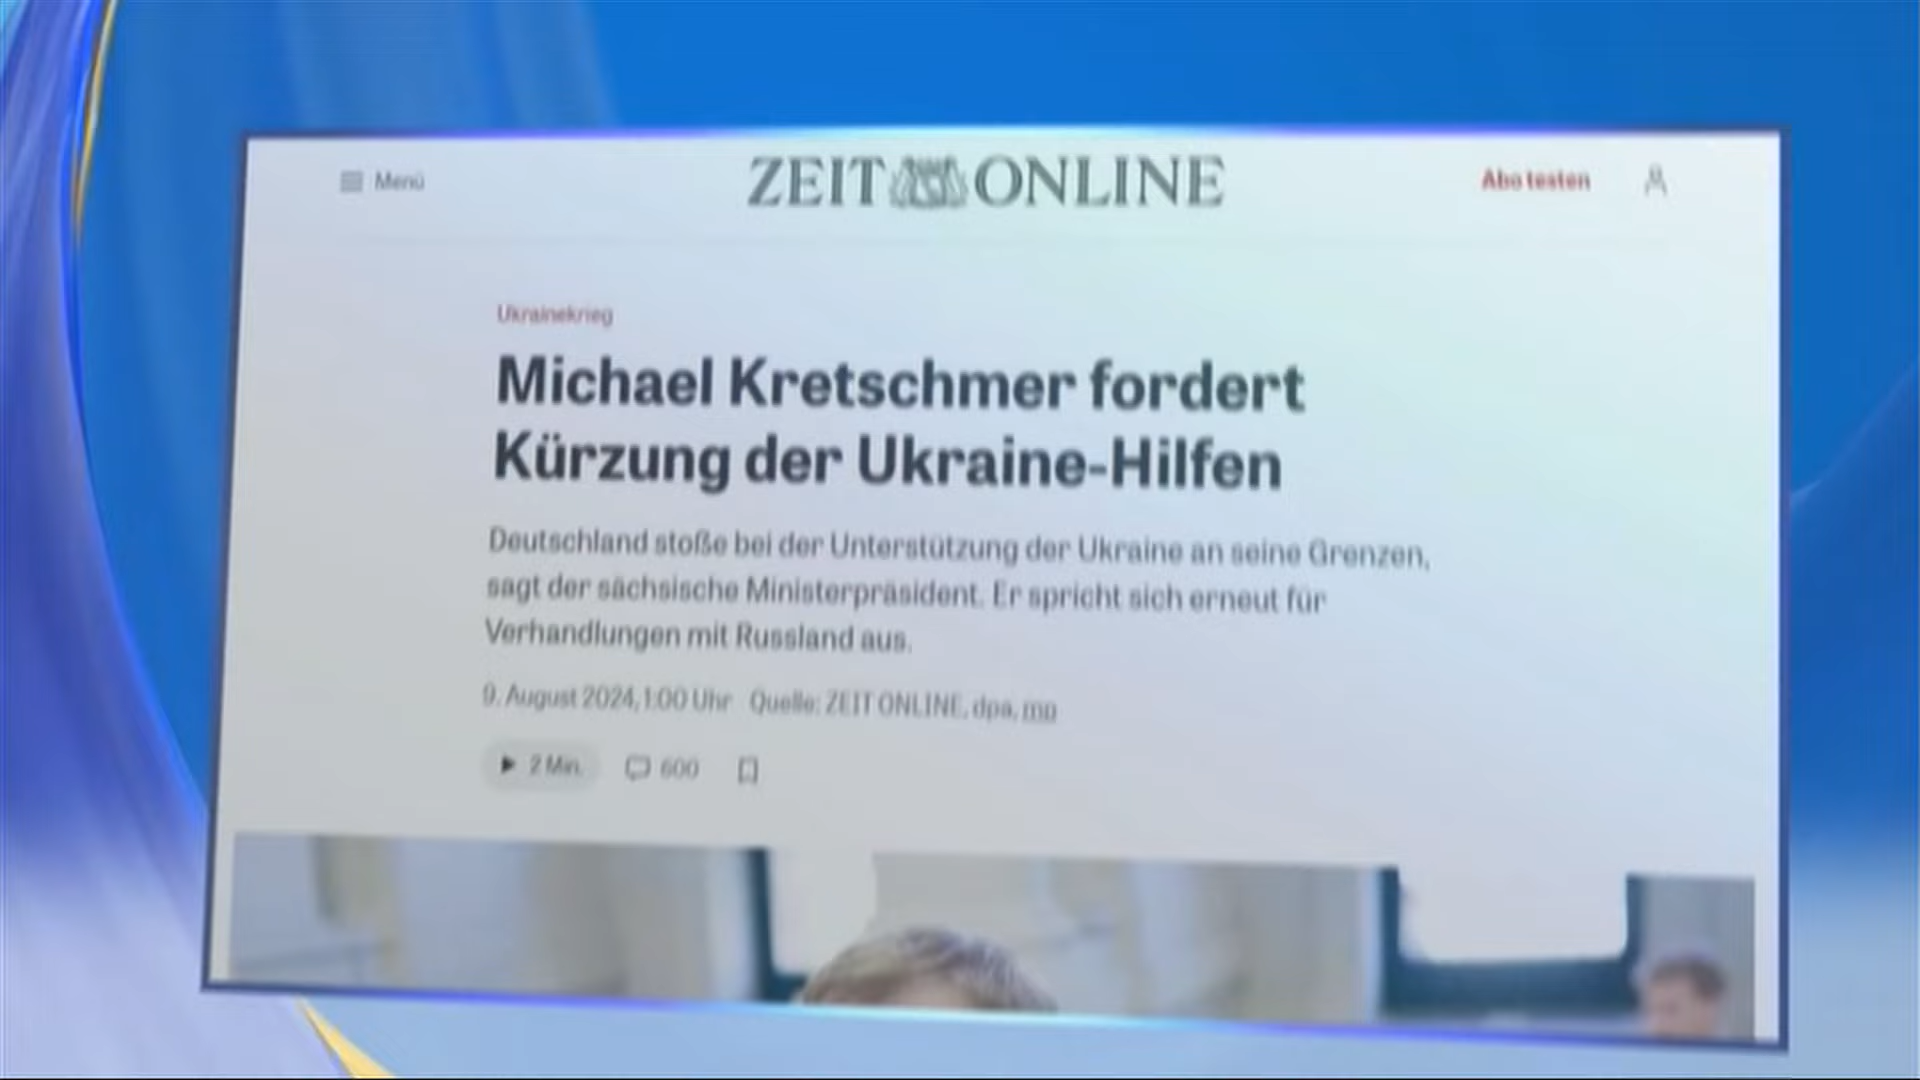 Menü
ZEIT ONLINE
Abo testen
Ukrainekrieg
Michael Kretschmer fordert
Kürzung der Ukraine-Hilfen
Deutschland stoße bei der Unterstützung der Ukraine an seine Grenzen,
sagt der sächsische Ministerpräsident. Er spricht sich erneut für
Verhandlungen mit Russland aus.
9. August 2024, 1:00 Uhr Quelle: ZEIT ONLINE, dpa, mp
2 Min. 600